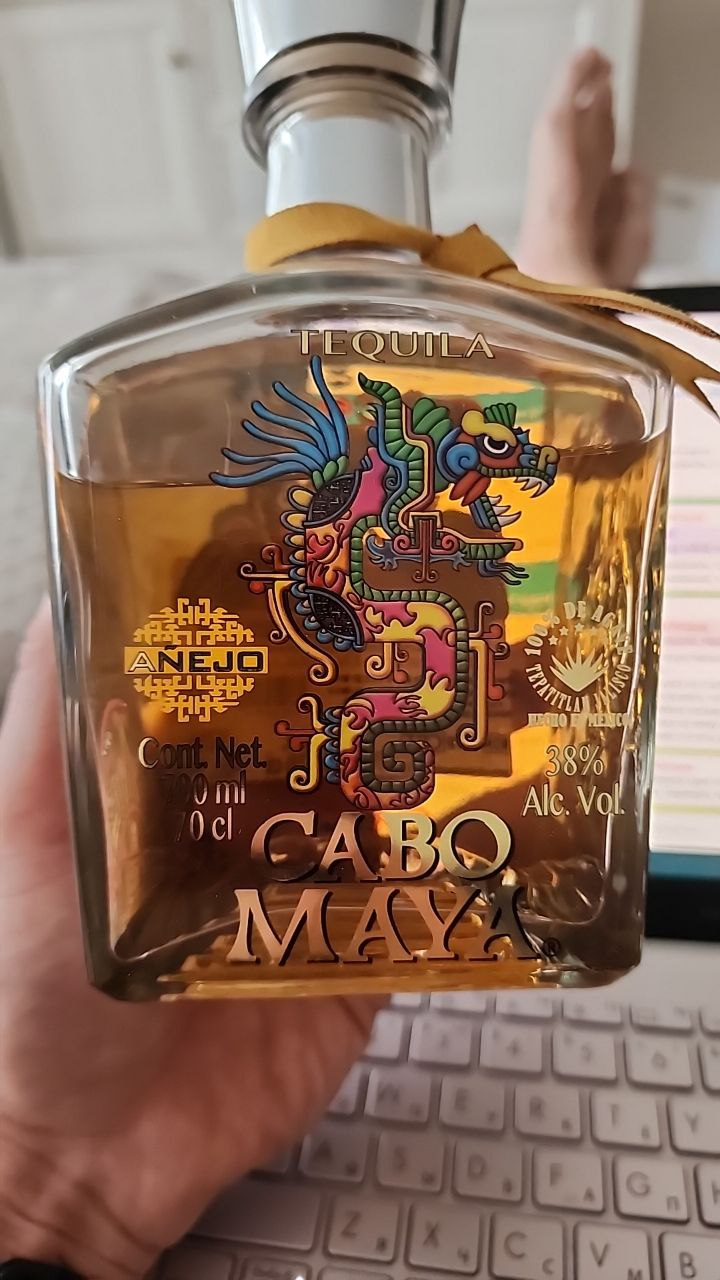 TEQUILA
AÑEJO
100% DE AGAVE
TEPATITLAN JALISCO
HECHO EN MEXICO
Cont. Net.
700 ml
70 cl
38%
Alc. Vol.
CABO
MAYA®
W E R T Y
A S D F G
Z X C V B